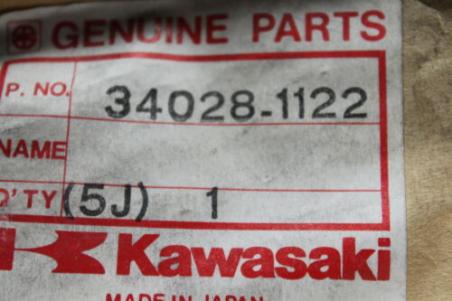 GENUINE PARTS
P. NO. 34028-1122
NAME
Q'TY (5J) 1
Kawasaki
MADE IN JAPAN